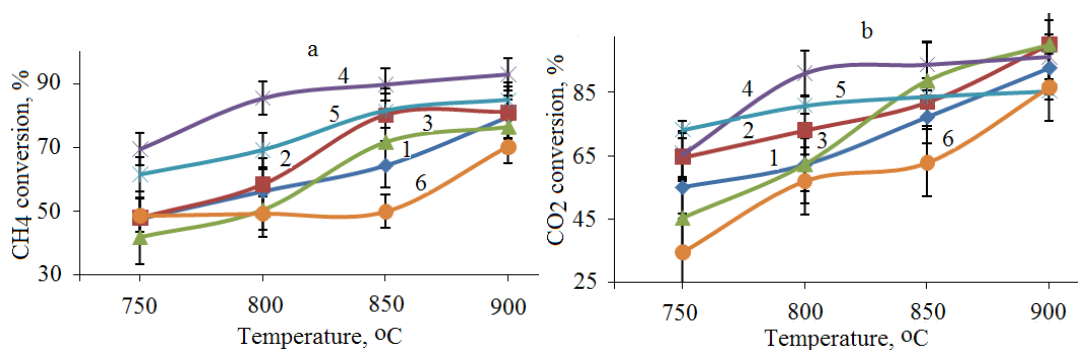 a
CH4 conversion, %
90
70
50
30
4
5
2
3
1
6
750 800 850 900
Temperature, oC
b
CO2 conversion, %
85
65
45
25
4
5
2
3
1
6
750 800 850 900
Temperature, oC